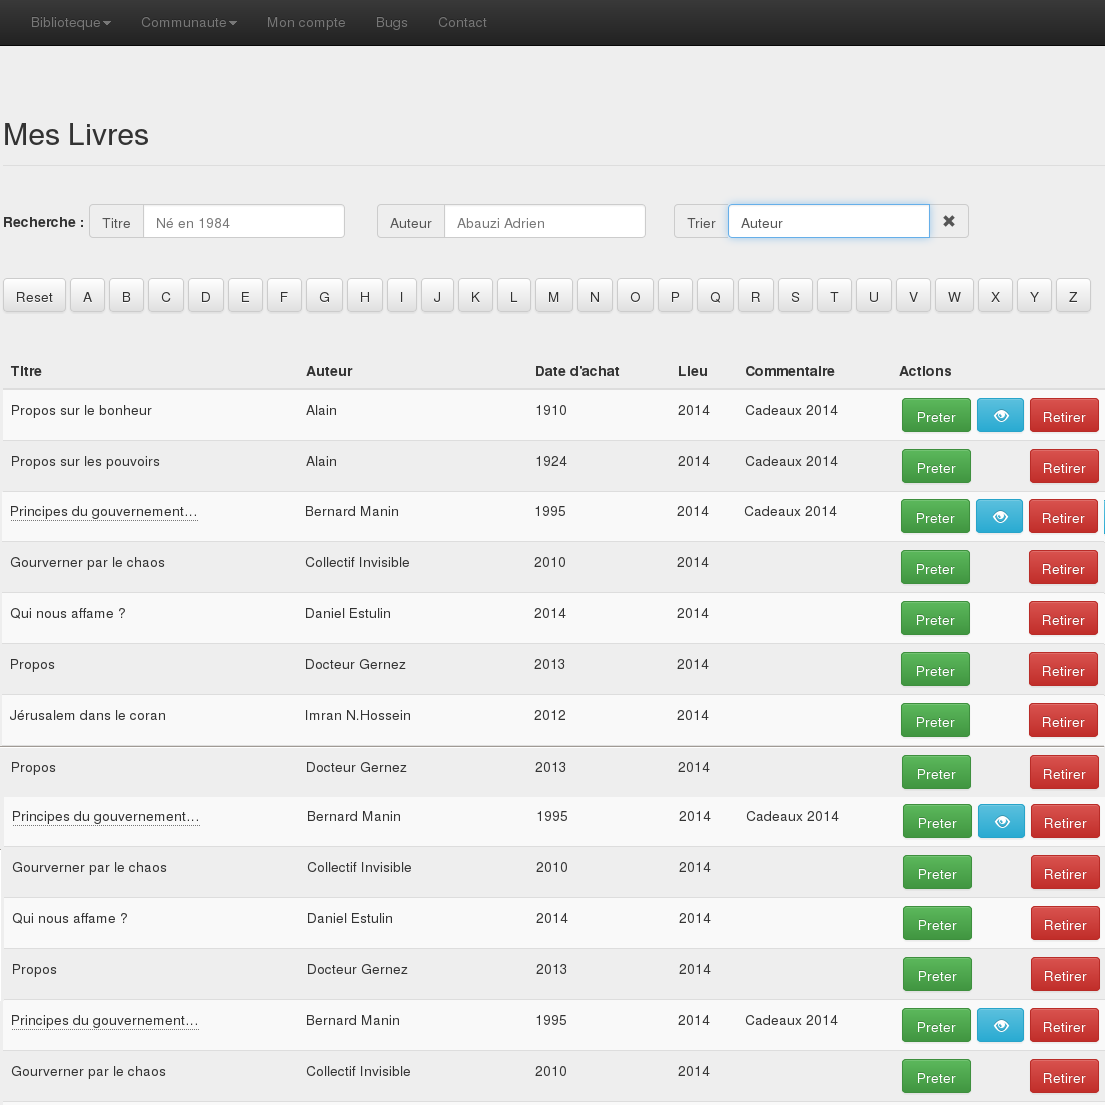 Biblioteque Communaute Mon compte Bugs Contact
Mes Livres
Recherche : Titre Né en 1984 Auteur Abauzi Adrien Trier Auteur ✖
Reset A B C D E F G H I J K L M N O P Q R S T U V W X Y Z
Titre Auteur Date d'achat Lieu Commentaire Actions
Propos sur le bonheur Alain 1910 2014 Cadeaux 2014 Preter Retirer
Propos sur les pouvoirs Alain 1924 2014 Cadeaux 2014 Preter Retirer
Principes du gouvernement... Bernard Manin 1995 2014 Cadeaux 2014 Preter Retirer
Gourverner par le chaos Collectif Invisible 2010 2014 Preter Retirer
Qui nous affame ? Daniel Estulin 2014 2014 Preter Retirer
Propos Docteur Gernez 2013 2014 Preter Retirer
Jérusalem dans le coran Imran N.Hossein 2012 2014 Preter Retirer
Propos Docteur Gernez 2013 2014 Preter Retirer
Principes du gouvernement... Bernard Manin 1995 2014 Cadeaux 2014 Preter Retirer
Gourverner par le chaos Collectif Invisible 2010 2014 Preter Retirer
Qui nous affame ? Daniel Estulin 2014 2014 Preter Retirer
Propos Docteur Gernez 2013 2014 Preter Retirer
Principes du gouvernement... Bernard Manin 1995 2014 Cadeaux 2014 Preter Retirer
Gourverner par le chaos Collectif Invisible 2010 2014 Preter Retirer